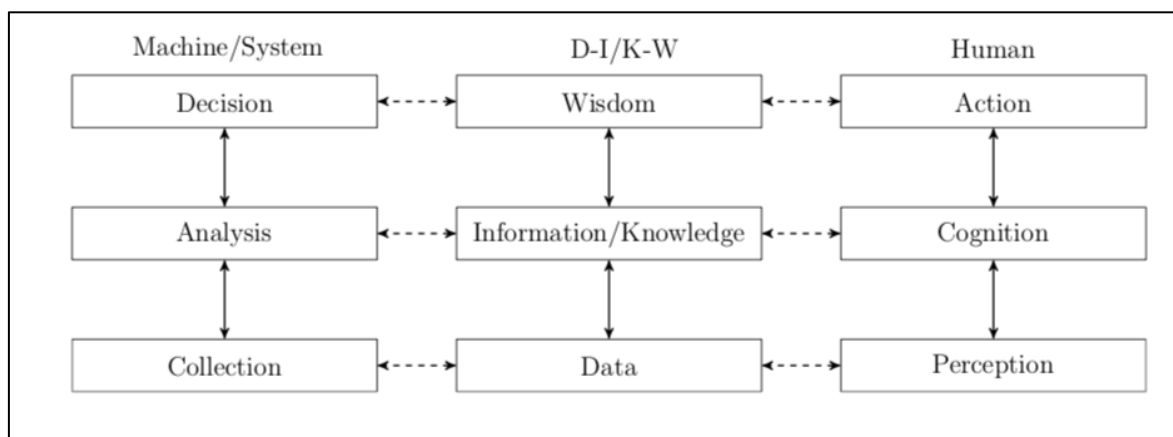 Machine/System
D-I/K-W
Human
Decision
Wisdom
Action
Analysis
Information/Knowledge
Cognition
Collection
Data
Perception